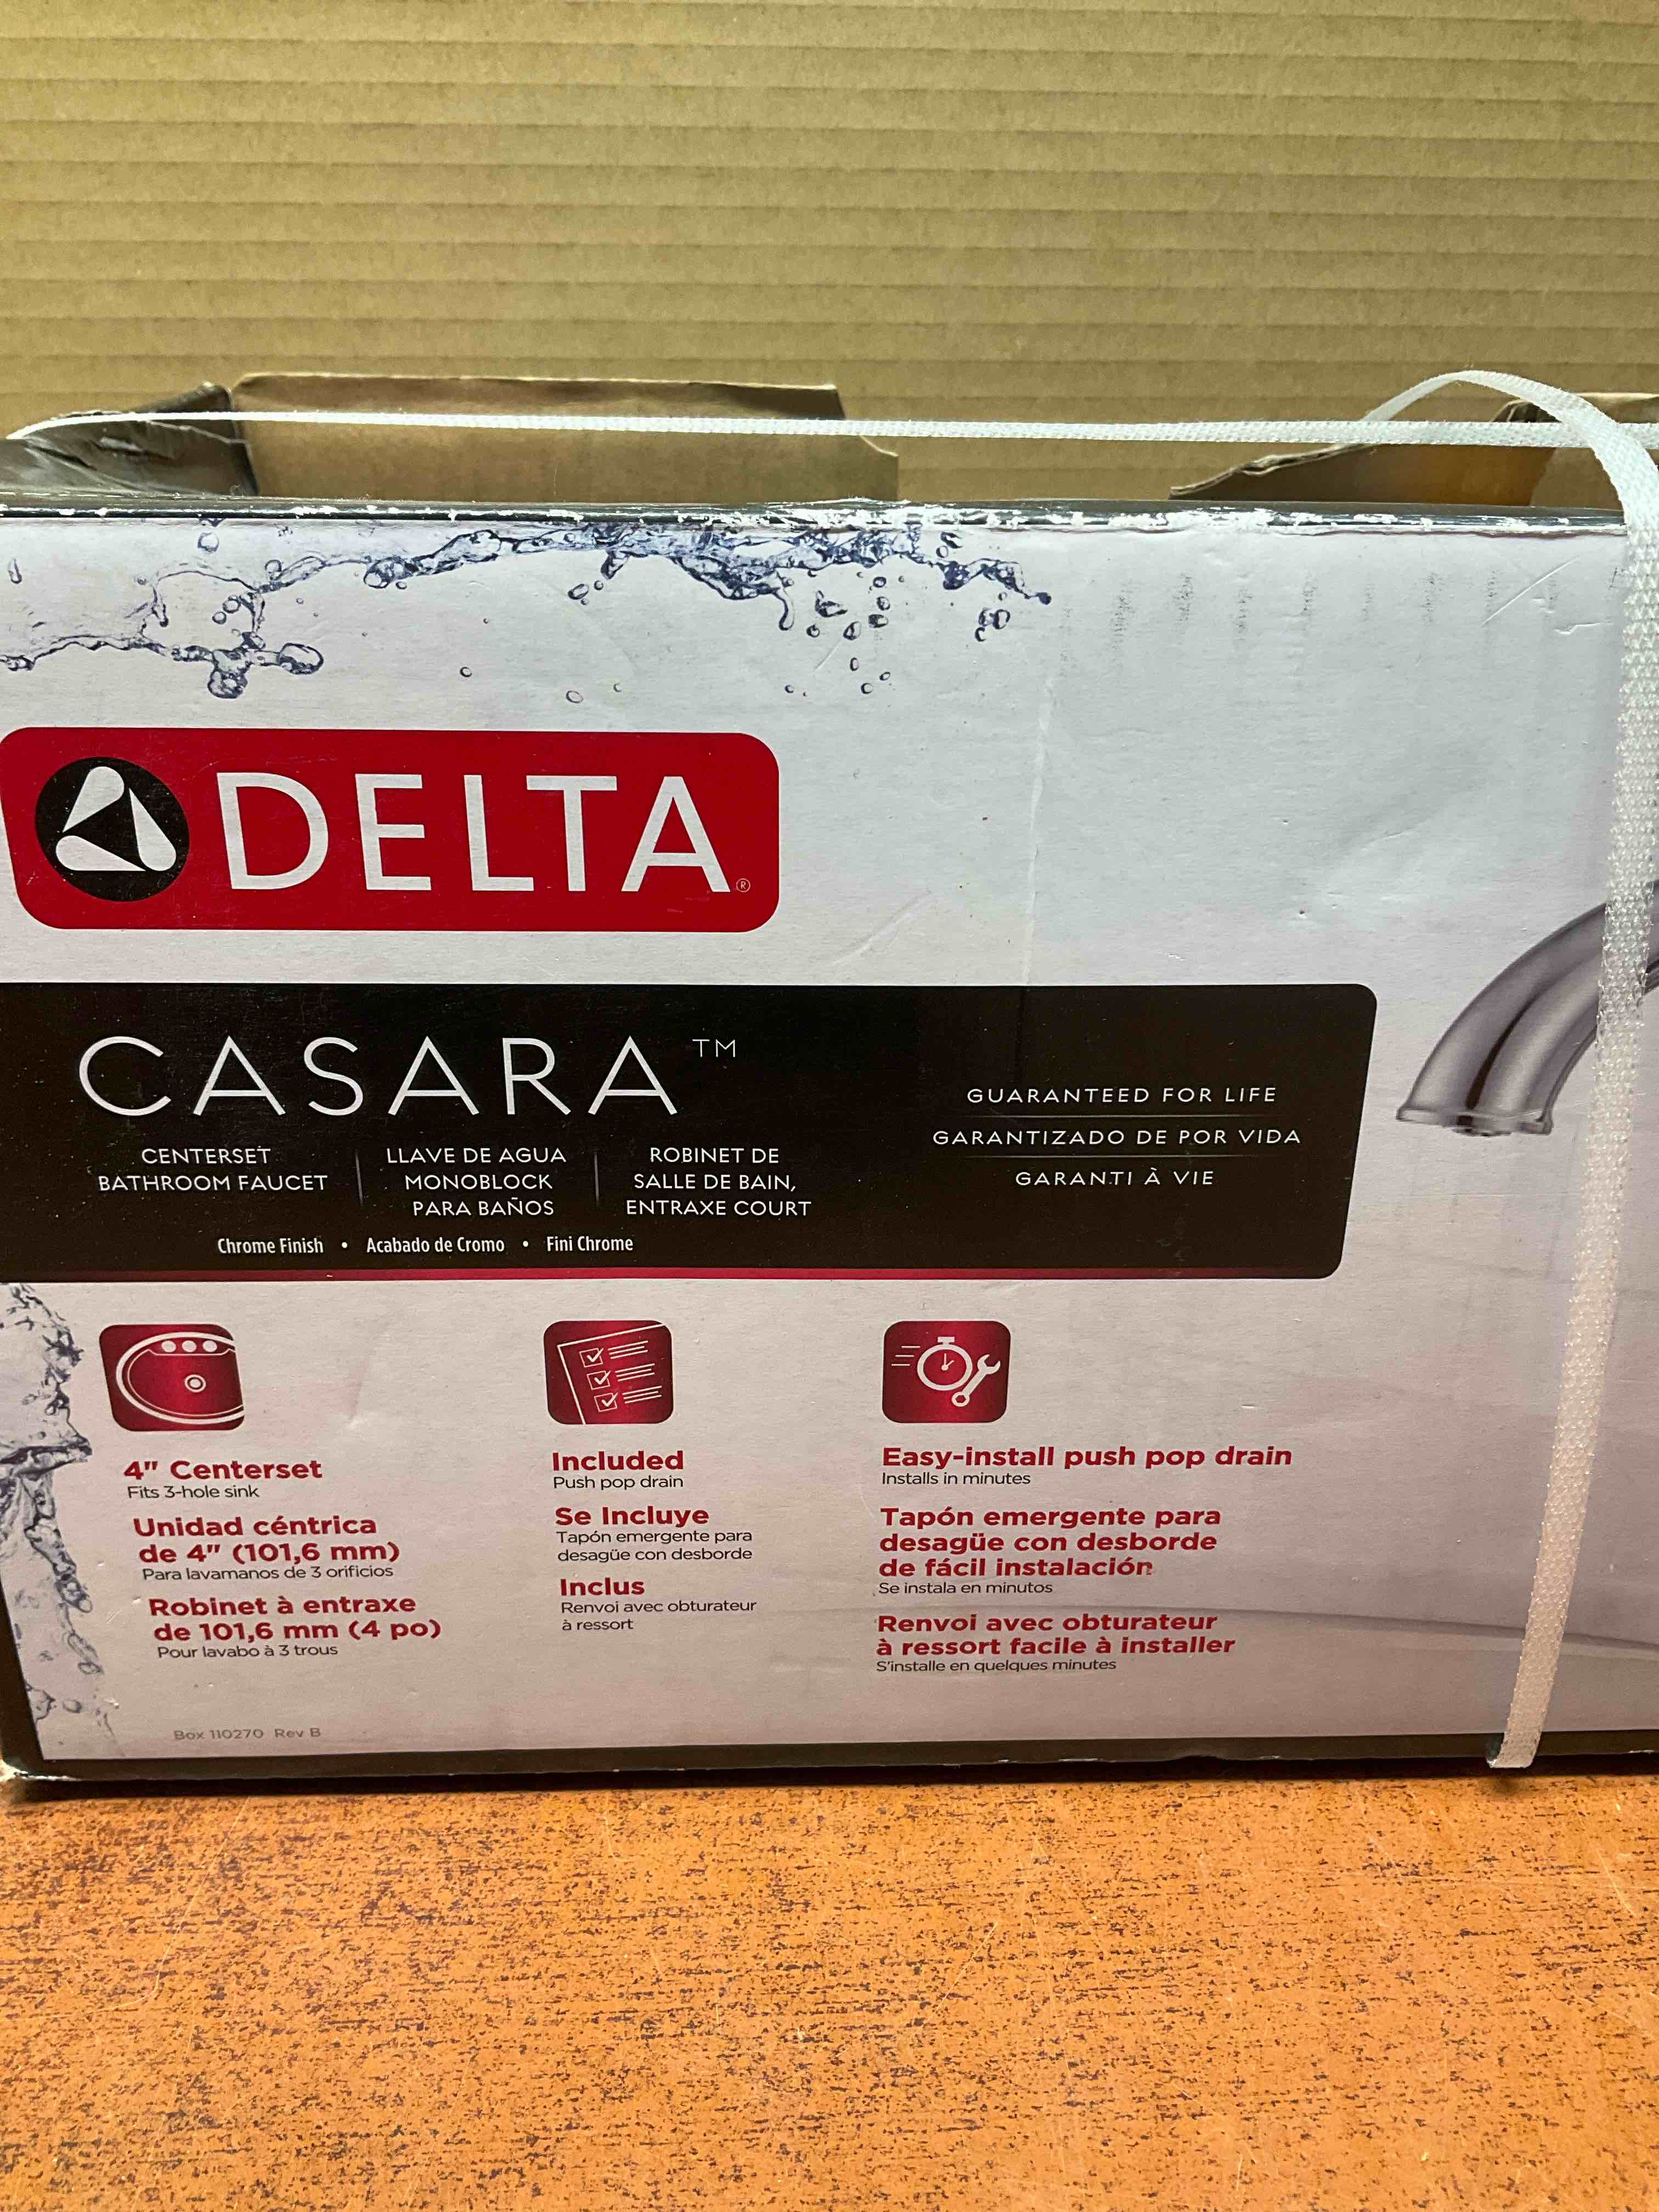 DELTA®
CASARA™
CENTERSET
BATHROOM FAUCET
LLAVE DE AGUA
MONOBLOCK
PARA BAÑOS
ROBINET DE
SALLE DE BAIN,
ENTRAXE COURT
Chrome Finish • Acabado de Cromo • Fini Chrome
GUARANTEED FOR LIFE
GARANTIZADO DE POR VIDA
GARANTI À VIE
4" Centerset
Fits 3-hole sink
Unidad céntrica
de 4" (101,6 mm)
Para lavamanos de 3 orificios
Robinet à entraxe
de 101,6 mm (4 po)
Pour lavabo à 3 trous
Included
Push pop drain
Se Incluye
Tapón emergente para
desagüe con desborde
Inclus
Renvoi avec obturateur
à ressort
Easy-install push pop drain
Installs in minutes
Tapón emergente para
desagüe con desborde
de fácil instalación
Se instala en minutos
Renvoi avec obturateur
à ressort facile à installer
S'installe en quelques minutes
Box 110270 Rev B